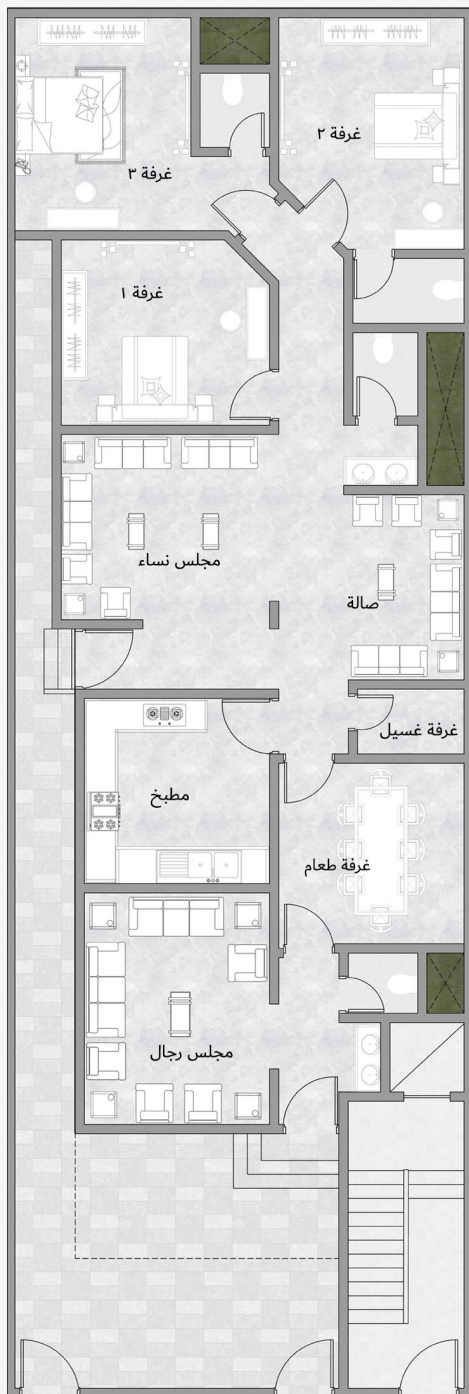 غرفة ٢
غرفة ٣
غرفة ١
مجلس نساء
صالة
غرفة غسيل
مطبخ
غرفة طعام
مجلس رجال